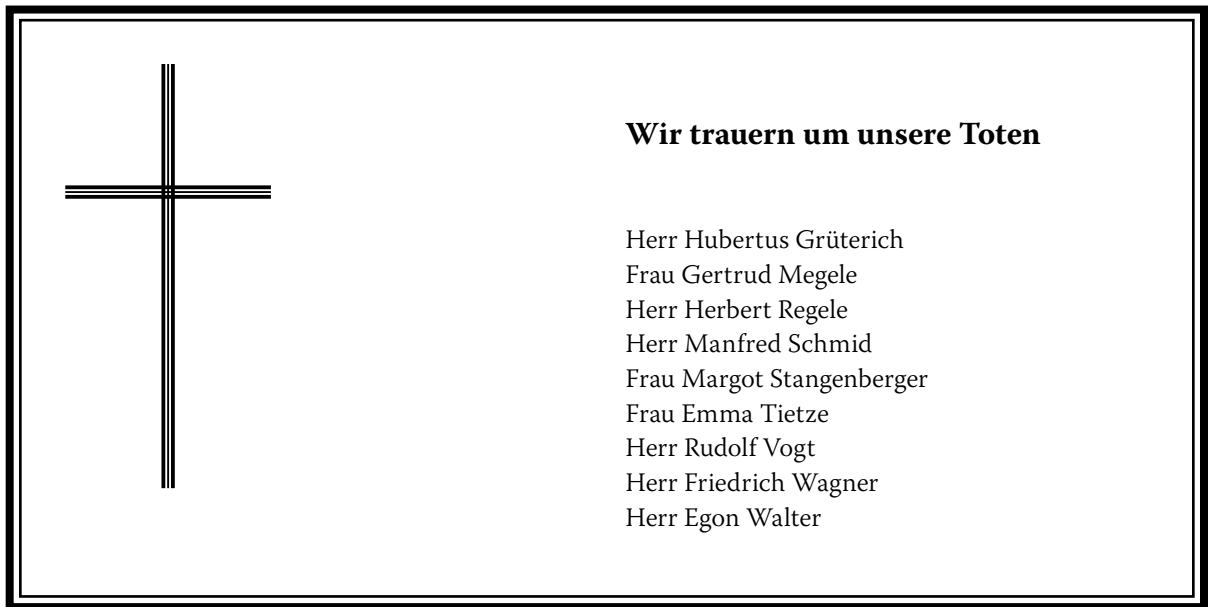 Wir trauern um unsere Toten
Herr Hubertus Grüterich
Frau Gertrud Megele
Herr Herbert Regele
Herr Manfred Schmid
Frau Margot Stangenberger
Frau Emma Tietze
Herr Rudolf Vogt
Herr Friedrich Wagner
Herr Egon Walter